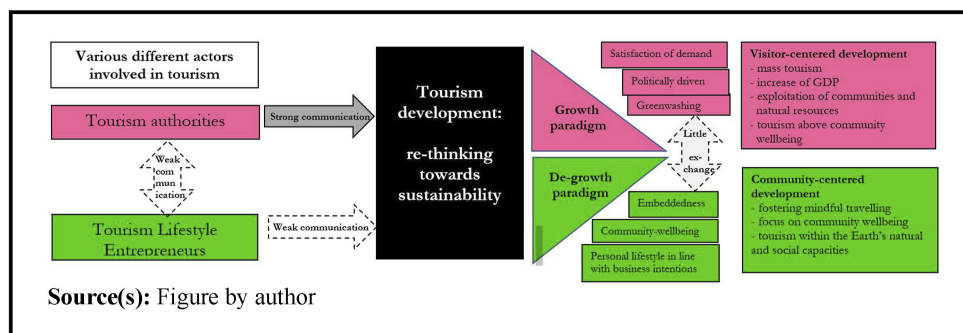 Various different actors
involved in tourism
Tourism authorities
Weak
com
mu
nication
Tourism Lifestyle
Entrepreneurs
Strong communication
Weak communication
Tourism
development:
re-thinking
towards
sustainability
Growth
paradigm
De-growth
paradigm
Satisfaction of demand
Politically driven
Greenwashing
Little
ex-
change
Embeddedness
Community-wellbeing
Personal lifestyle in line
with business intentions
Visitor-centered development
- mass tourism
- increase of GDP
- exploitation of communities and
natural resources
- tourism above community
wellbeing
Community-centered
development
- fostering mindful travelling
- focus on community wellbeing
- tourism within the Earth's natural
and social capacities
Source(s): Figure by author